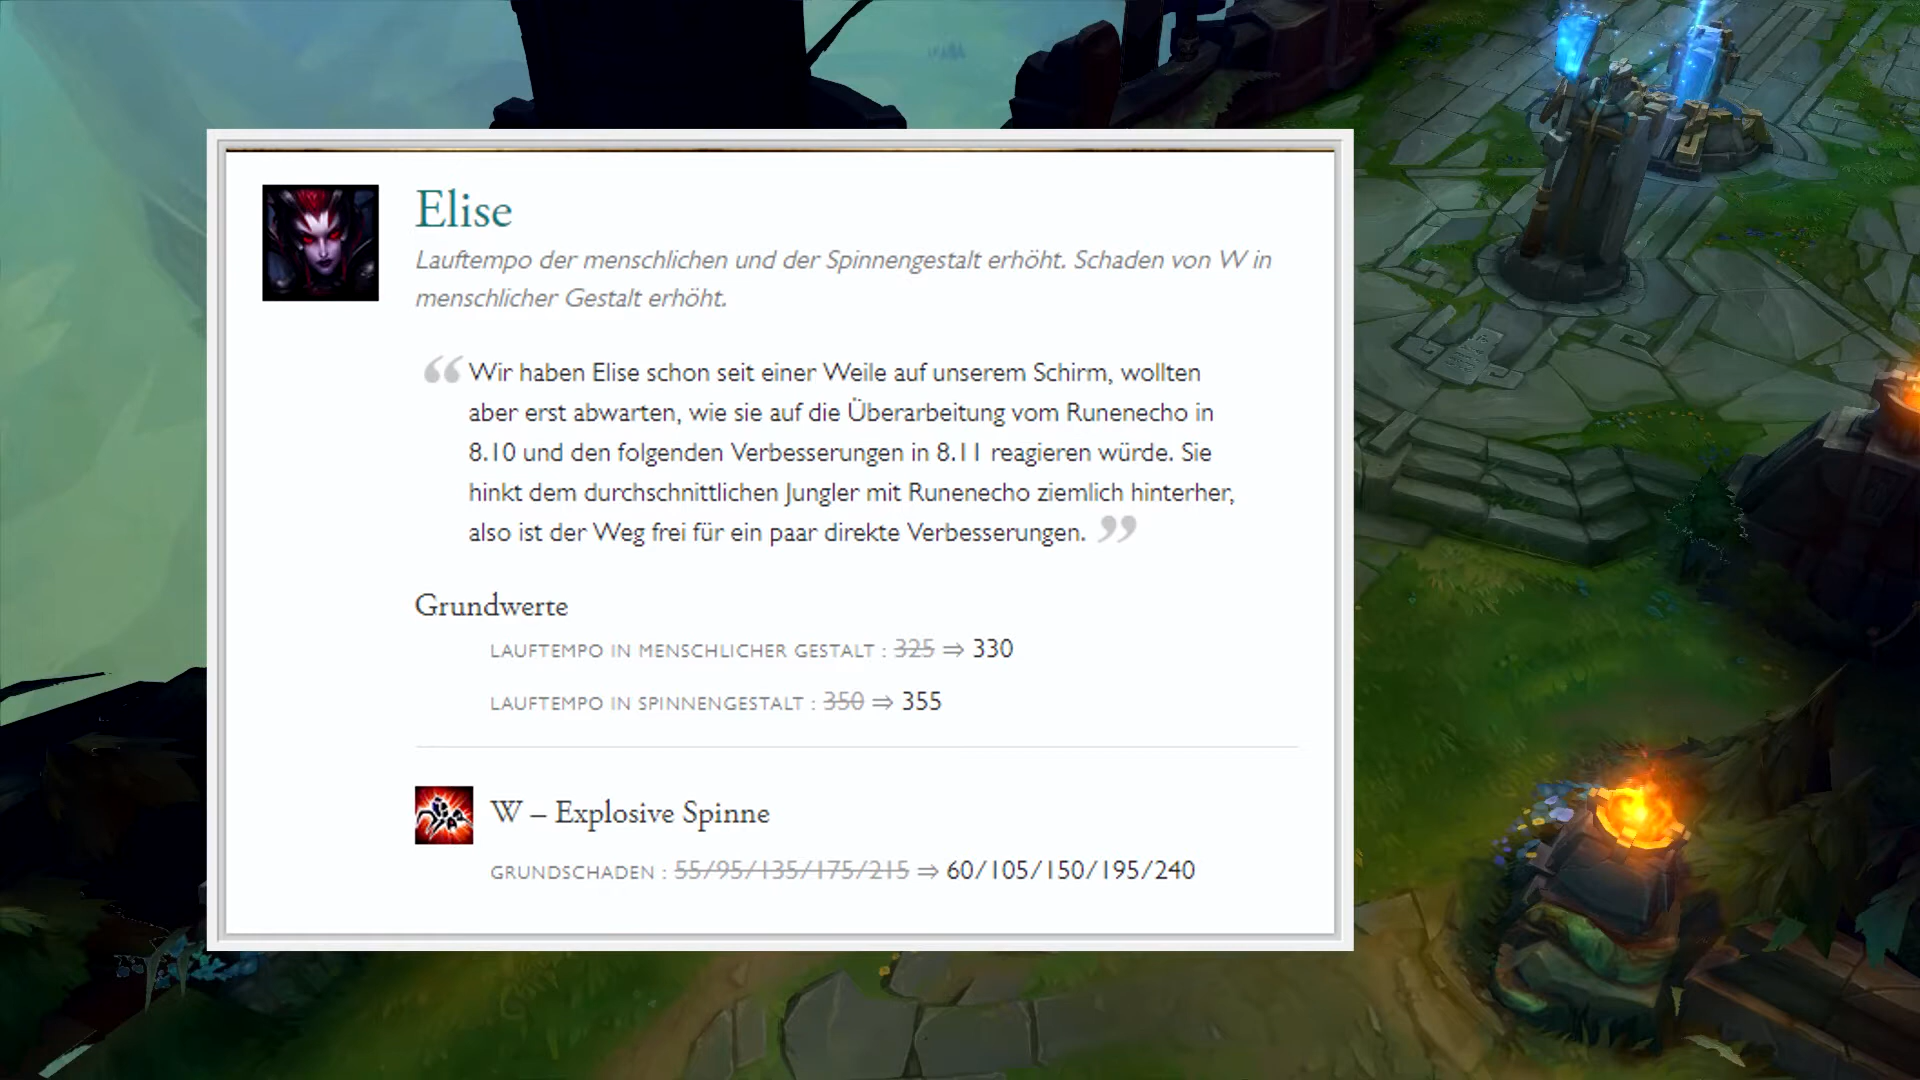 Elise
Lauftempo der menschlichen und der Spinnengestalt erhöht. Schaden von W in
menschlicher Gestalt erhöht.
“ Wir haben Elise schon seit einer Weile auf unserem Schirm, wollten
aber erst abwarten, wie sie auf die Überarbeitung vom Runenecho in
8.10 und den folgenden Verbesserungen in 8.11 reagieren würde. Sie
hinkt dem durchschnittlichen Jungler mit Runenecho ziemlich hinterher,
also ist der Weg frei für ein paar direkte Verbesserungen. ”
Grundwerte
LAUFTEMPO IN MENSCHLICHER GESTALT : 325 ⇒ 330
LAUFTEMPO IN SPINNENGESTALT : 350 ⇒ 355
W – Explosive Spinne
GRUNDSCHADEN : 55/95/135/175/215 ⇒ 60/105/150/195/240